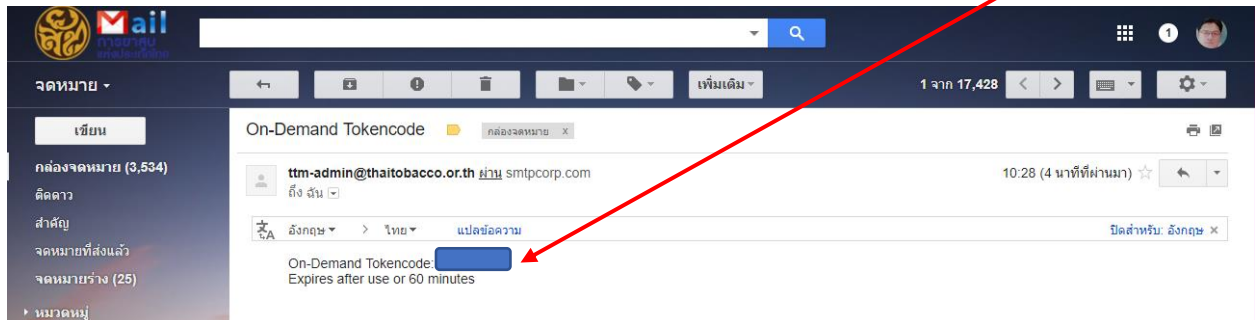 Mail
การยาสูบ
แห่งประเทศไทย
1
จดหมาย
เพิ่มเติม
1 จาก 17,428
เขียน
On-Demand Tokencode
กล่องจดหมาย x
กล่องจดหมาย (3,534)
ttm-admin@thaitobacco.or.th ผ่าน smtpcorp.com
10:28 (4 นาทีที่ผ่านมา)
ถึง ฉัน
ติดดาว
สำคัญ
อังกฤษ > ไทย แปลข้อความ
ปิดสำหรับ: อังกฤษ ×
จดหมายที่ส่งแล้ว
On-Demand Tokencode:
จดหมายร่าง (25)
Expires after use or 60 minutes
หมวดหมู่